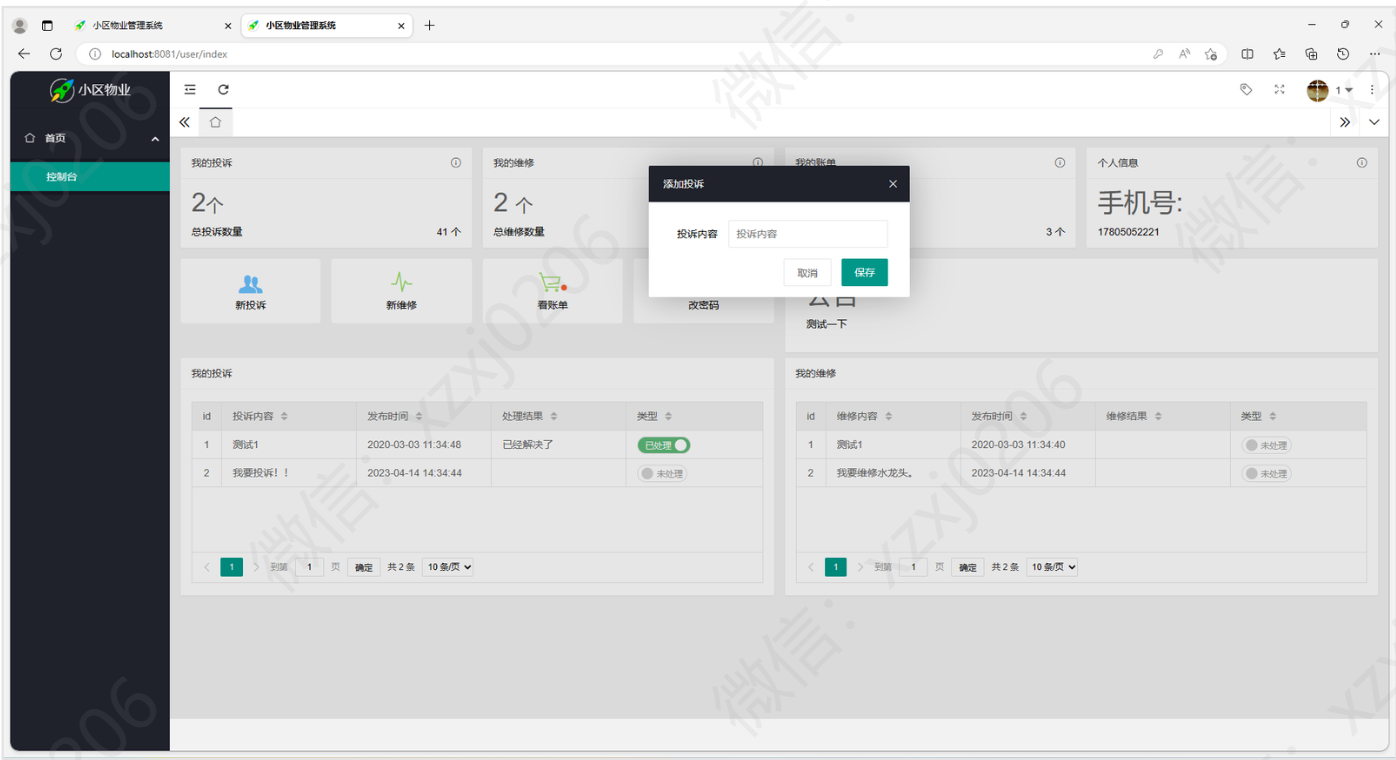 小区物业管理系统
小区物业管理系统
localhost:8081/user/index
小区物业
1
首页
控制台
我的投诉
我的维修
我的账单
个人信息
2个
2 个
手机号:
总投诉数量 41 个
总维修数量
3 个
17805052221
添加投诉
投诉内容 投诉内容
取消 保存
新投诉
新维修
看账单
改密码
公告
测试一下
我的投诉
id 投诉内容 发布时间 处理结果 类型
1 测试1 2020-03-03 11:34:48 已经解决了 已处理
2 我要投诉！！ 2023-04-14 14:34:44 未处理
1 到第 1 页 确定 共 2 条 10 条/页
我的维修
id 维修内容 发布时间 维修结果 类型
1 测试1 2020-03-03 11:34:40 未处理
2 我要维修水龙头。 2023-04-14 14:34:44 未处理
1 到第 1 页 确定 共 2 条 10 条/页
微信: xzxj0206